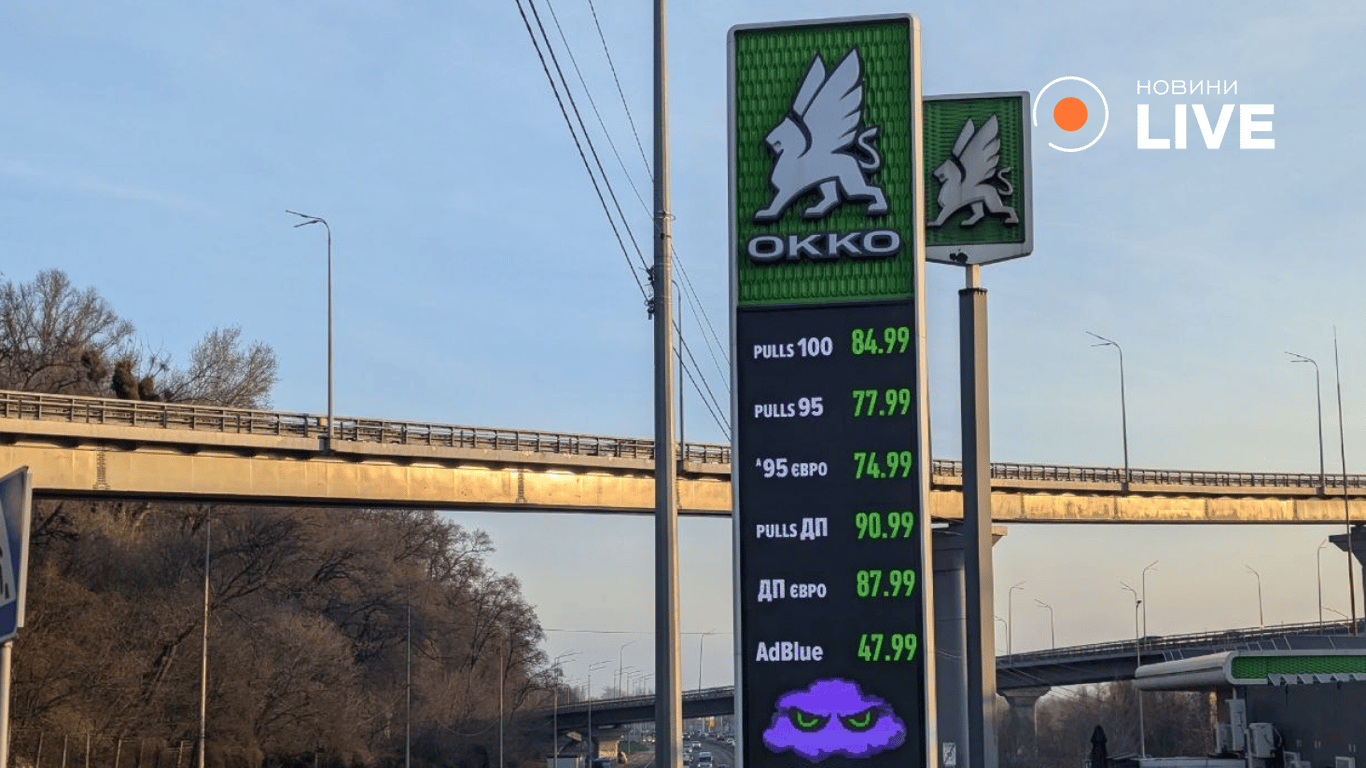 НОВИНИ
LIVE
OKKO
PULLS 100 84.99
PULLS 95 77.99
А95 ЄВРО 74.99
PULLS ДП 90.99
ДП ЄВРО 87.99
AdBlue 47.99